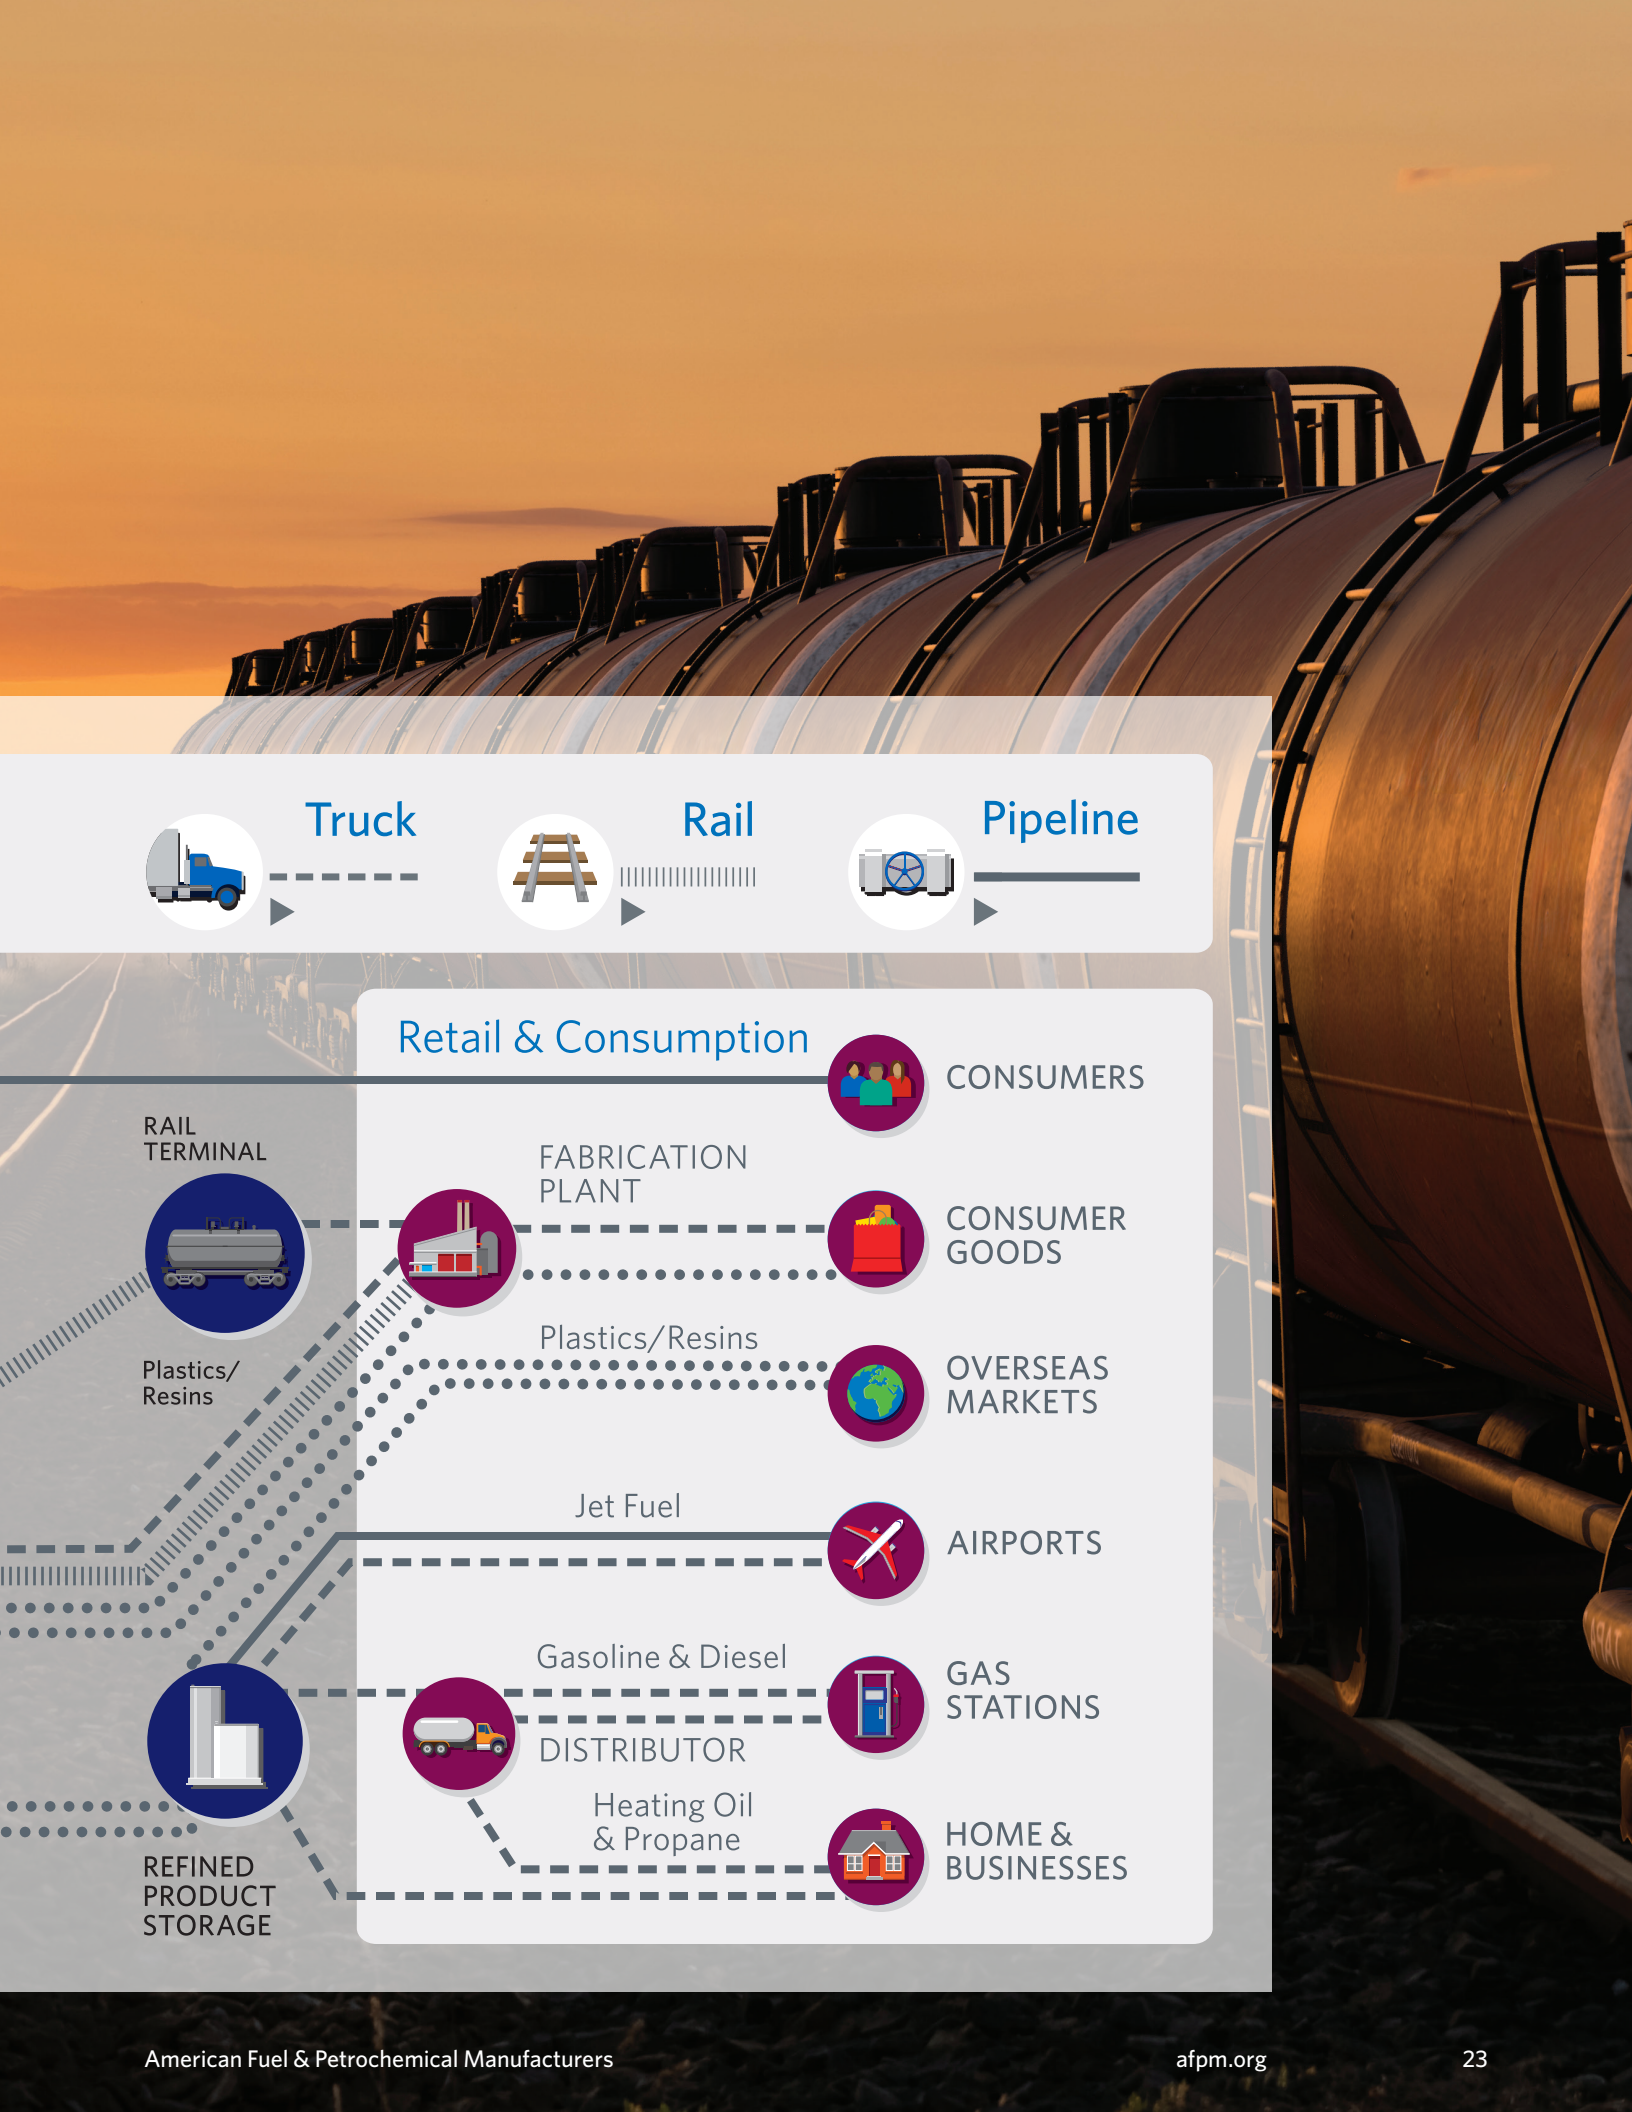 Truck
Rail
Pipeline
Retail & Consumption
CONSUMERS
RAIL
TERMINAL
FABRICATION
PLANT
CONSUMER
GOODS
Plastics/Resins
Plastics/
Resins
OVERSEAS
MARKETS
Jet Fuel
AIRPORTS
Gasoline & Diesel
GAS
STATIONS
DISTRIBUTOR
Heating Oil
& Propane
HOME &
BUSINESSES
REFINED
PRODUCT
STORAGE
American Fuel & Petrochemical Manufacturers
afpm.org
23